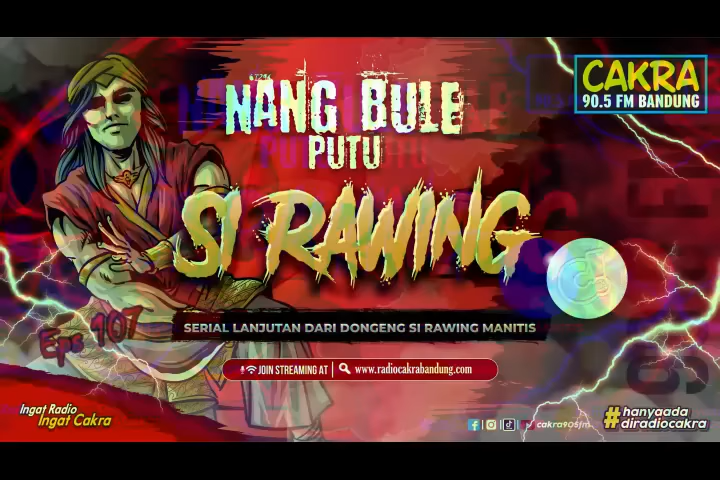 CAKRA
90.5 FM BANDUNG
NANG BULE
PUTU
SI RAWING
SERIAL LANJUTAN DARI DONGENG SI RAWING MANITIS
JOIN STREAMING AT | www.radiocakrabandung.com
Eps 107
Ingat Radio
Ingat Cakra
cakra905fm
#hanyaada
diradiocakra